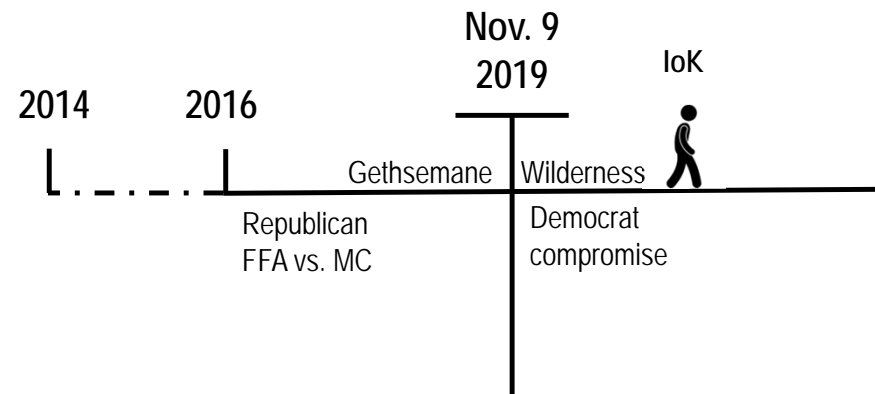 Nov. 9
2019
IoK
2014
2016
Gethsemane
Wilderness
Republican
FFA vs. MC
Democrat
compromise